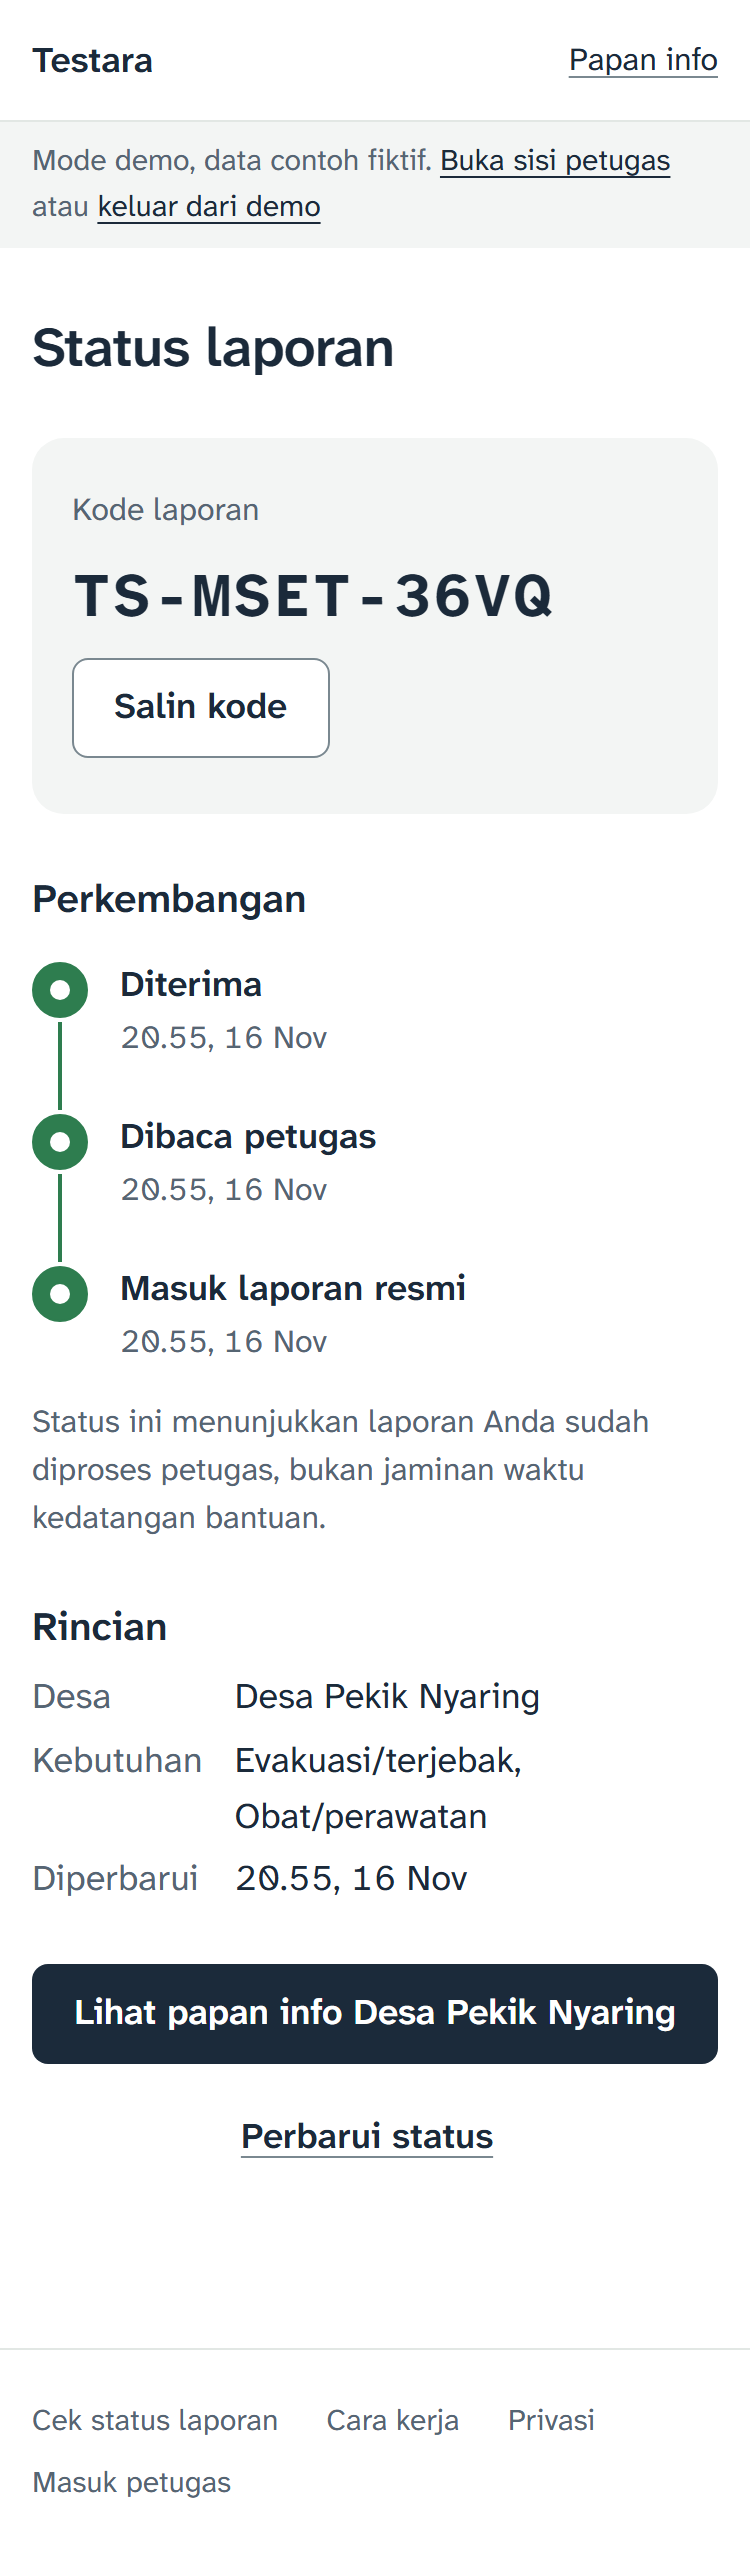 Testara
Papan info
Mode demo, data contoh fiktif. Buka sisi petugas
atau keluar dari demo
Status laporan
Kode laporan
TS-MSET-36VQ
Salin kode
Perkembangan
Diterima
20.55, 16 Nov
Dibaca petugas
20.55, 16 Nov
Masuk laporan resmi
20.55, 16 Nov
Status ini menunjukkan laporan Anda sudah
diproses petugas, bukan jaminan waktu
kedatangan bantuan.
Rincian
Desa Desa Pekik Nyaring
Kebutuhan Evakuasi/terjebak,
Obat/perawatan
Diperbarui 20.55, 16 Nov
Lihat papan info Desa Pekik Nyaring
Perbarui status
Cek status laporan Cara kerja Privasi
Masuk petugas